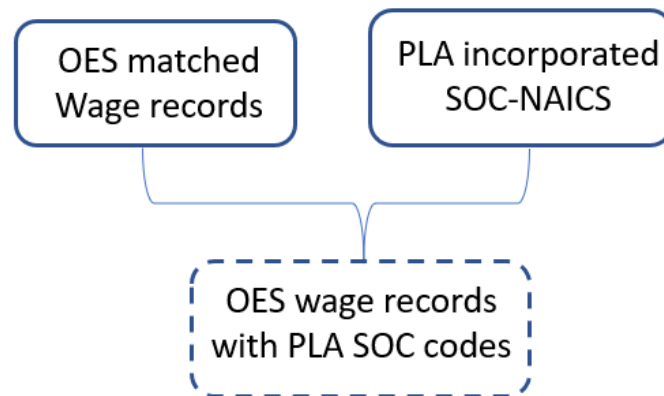 OES matched
Wage records
PLA incorporated
SOC-NAICS
OES wage records
with PLA SOC codes